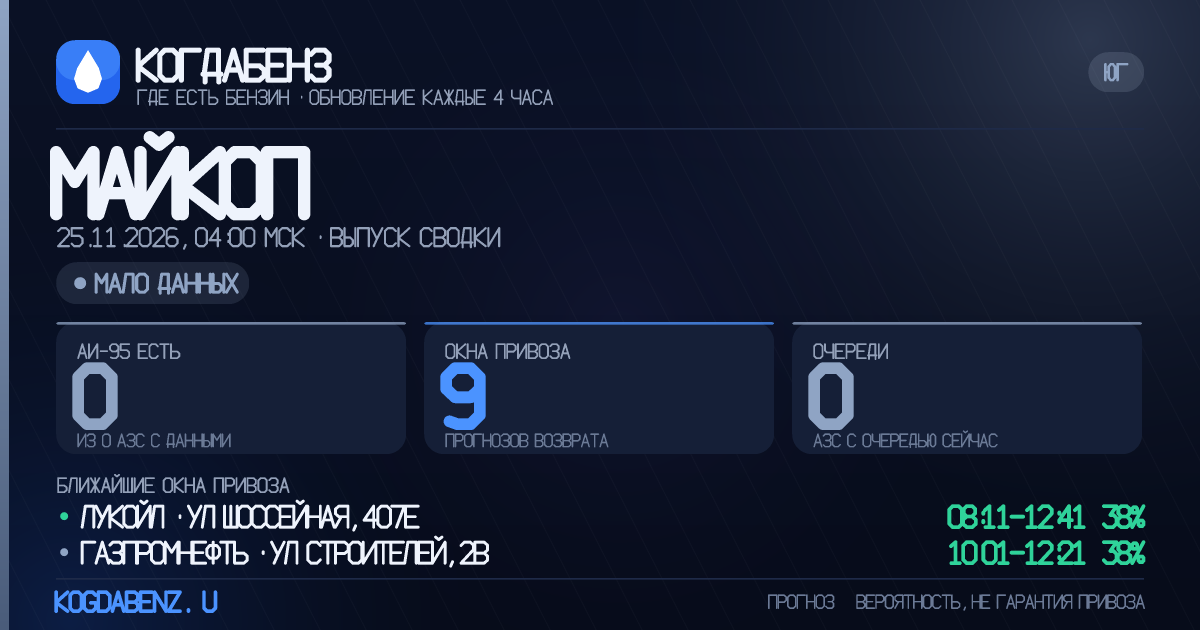 КОГДАБЕНЗ
ГДЕ ЕСТЬ БЕНЗИН · ОБНОВЛЕНИЕ КАЖДЫЕ 4 ЧАСА
ЮГ
МАЙКОП
25.11.2026, 04:00 МСК · ВЫПУСК СВОДКИ
• МАЛО ДАННЫХ
АИ-95 ЕСТЬ
0
ИЗ 0 АЗС С ДАННЫМИ
ОКНА ПРИВОЗА
9
ПРОГНОЗОВ ВОЗВРАТА
ОЧЕРЕДИ
0
АЗС С ОЧЕРЕДЬЮ СЕЙЧАС
БЛИЖАЙШИЕ ОКНА ПРИВОЗА
• ЛУКОЙЛ · УЛ ШОССЕЙНАЯ, 407Е 08:11–12:41 38%
• ГАЗПРОМНЕФТЬ · УЛ СТРОИТЕЛЕЙ, 2В 10:01–12:21 38%
KOGDABENZ. U
ПРОГНОЗ ВЕРОЯТНОСТЬ, НЕ ГАРАНТИЯ ПРИВОЗА